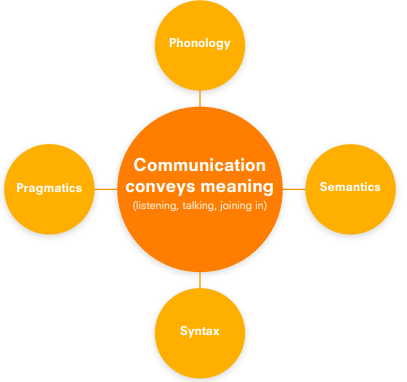 Phonology
Communication
conveys meaning
(listening, talking, joining in)
Pragmatics
Semantics
Syntax